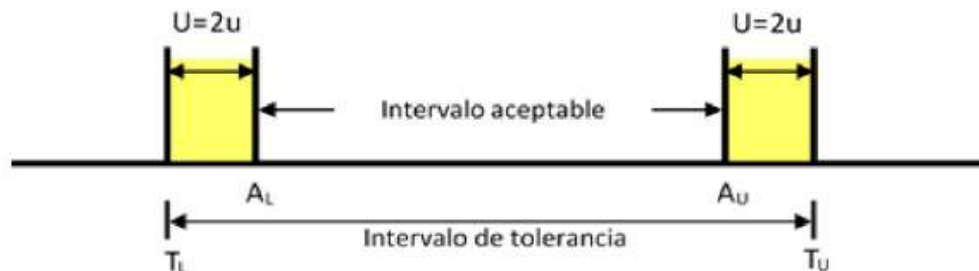 U=2u U=2u
Intervalo aceptable
A_L A_U
Intervalo de tolerancia
T_L T_U